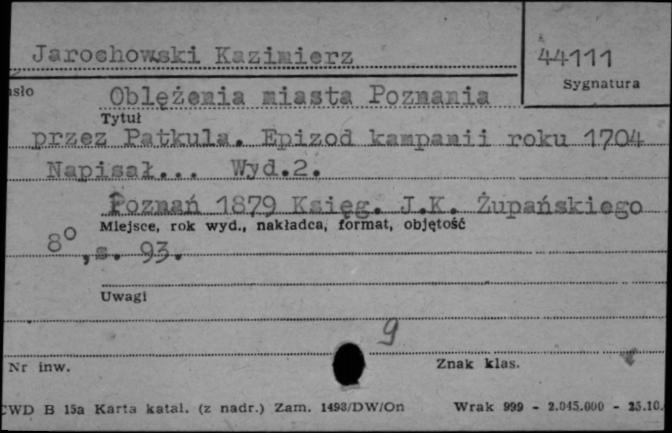 Jarochowski Kazimierz
44111
Sygnatura
sło
Oblężenia miasta Poznania
Tytuł
przez Patkula. Epizod kampanii roku 1704
Napisał... Wyd.2.
Poznań 1879 Księg. J.K. Żupańskiego
Miejsce, rok wyd., nakładca, format, objętość
8°, s. 93.
Uwagi
9
Nr inw.
Znak klas.
CWD B 15a Karta katal. (z nadr.) Zam. 1493/DW/On Wrak 999 - 2.045.000 - 25.10.